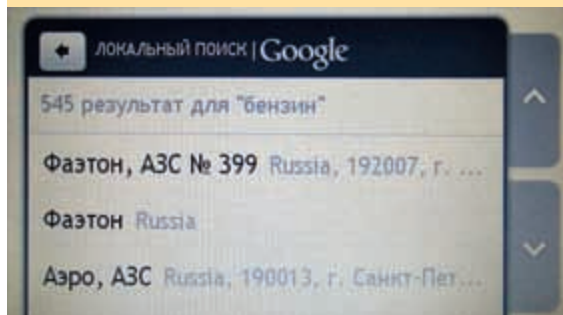 ЛОКАЛЬНЫЙ ПОИСК | Google
545 результат для "бензин"
Фаэтон, АЗС № 399 Russia, 192007, г. ...
Фаэтон Russia
Аэро, АЗС Russia, 190013, г. Санкт-Пет...